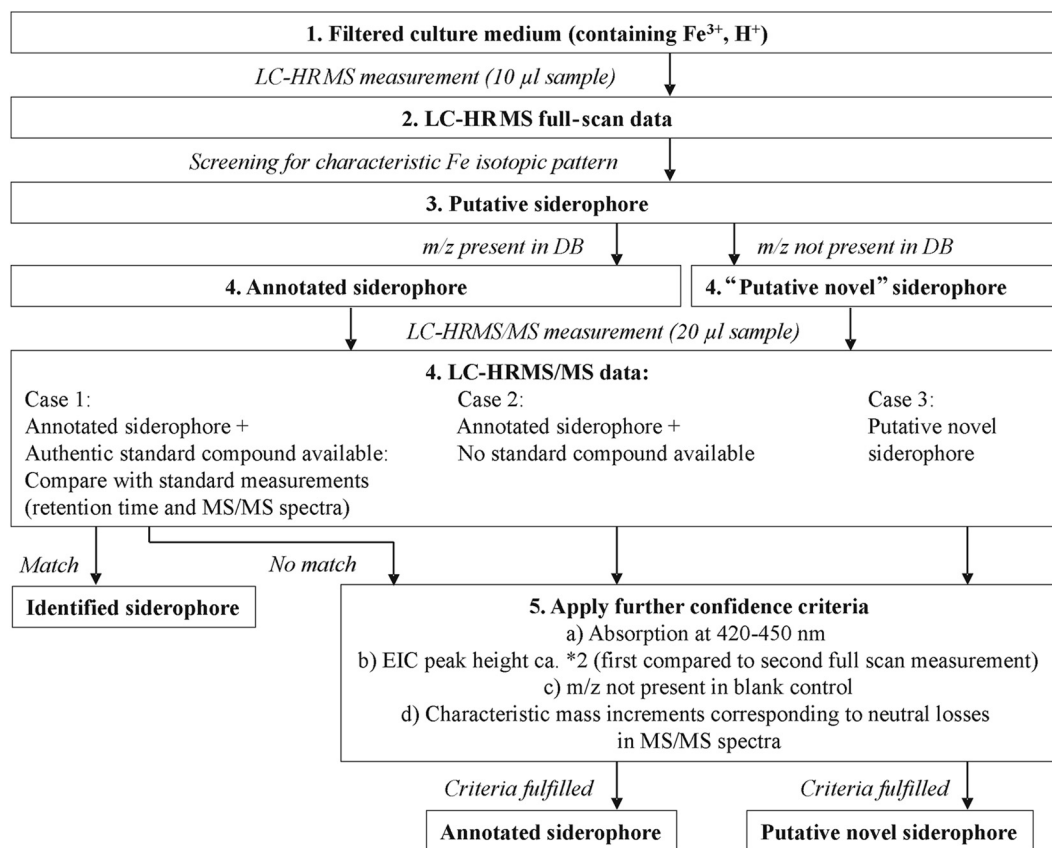 1. Filtered culture medium (containing Fe³⁺, H⁺)
LC-HRMS measurement (10 µl sample)
2. LC-HRMS full-scan data
Screening for characteristic Fe isotopic pattern
3. Putative siderophore
m/z present in DB
m/z not present in DB
4. Annotated siderophore
4. “Putative novel” siderophore
LC-HRMS/MS measurement (20 µl sample)
4. LC-HRMS/MS data:
Case 1:
Annotated siderophore +
Authentic standard compound available:
Compare with standard measurements
(retention time and MS/MS spectra)
Case 2:
Annotated siderophore +
No standard compound available
Case 3:
Putative novel
siderophore
Match
No match
Identified siderophore
5. Apply further confidence criteria
a) Absorption at 420-450 nm
b) EIC peak height ca. *2 (first compared to second full scan measurement)
c) m/z not present in blank control
d) Characteristic mass increments corresponding to neutral losses
in MS/MS spectra
Criteria fulfilled
Criteria fulfilled
Annotated siderophore
Putative novel siderophore